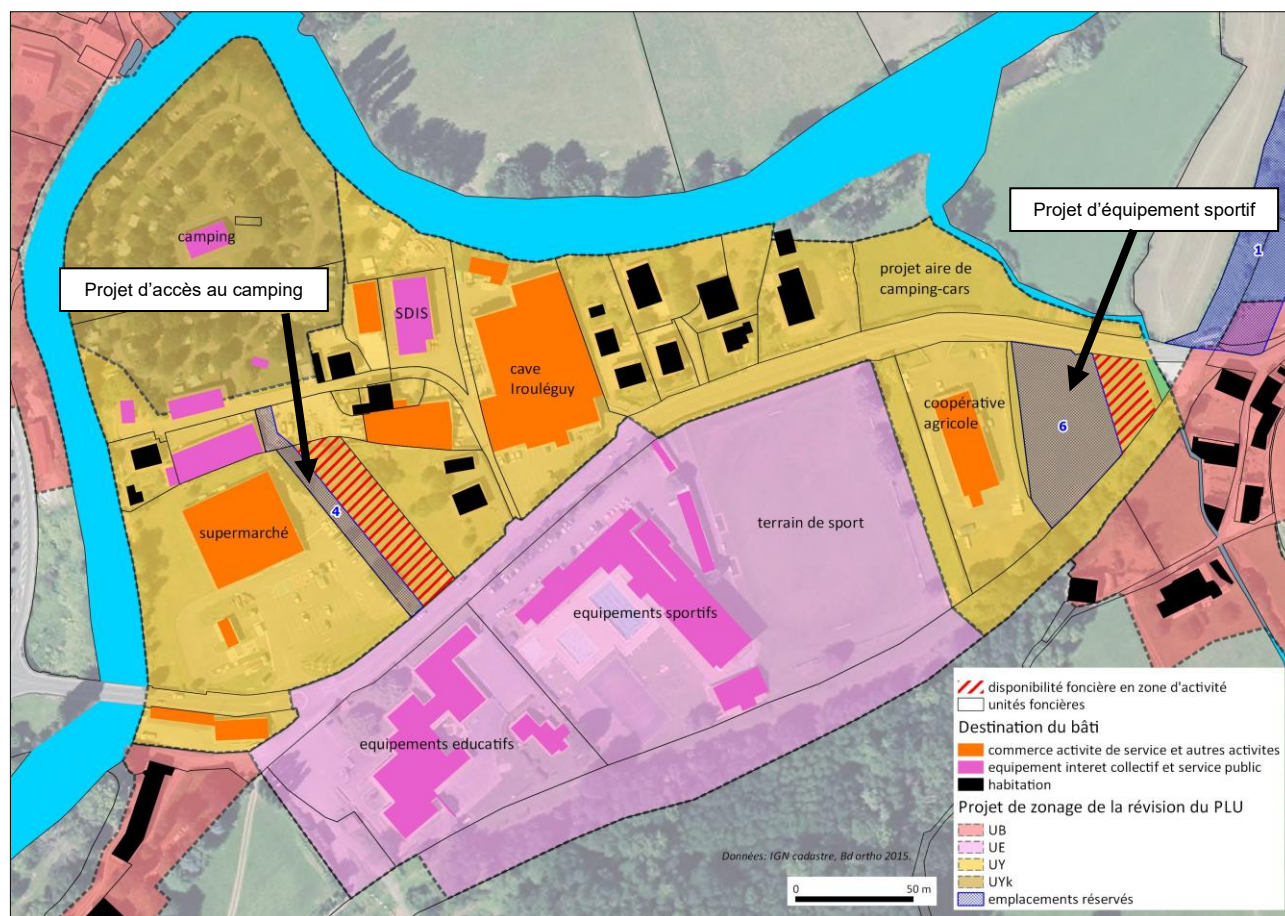 Projet d'équipement sportif
1
camping
projet aire de
camping-cars
Projet d'accès au camping
SDIS
cave
Irouléguy
coopérative
agricole
6
4
supermarché
terrain de sport
equipements sportifs
equipements educatifs
disponibilité foncière en zone d'activité
unités foncières
Destination du bâti
commerce activite de service et autres activites
equipement interet collectif et service public
habitation
Projet de zonage de la révision du PLU
UB
UE
UY
UYk
emplacements réservés
Données: IGN cadastre, Bd ortho 2015.
0 50 m